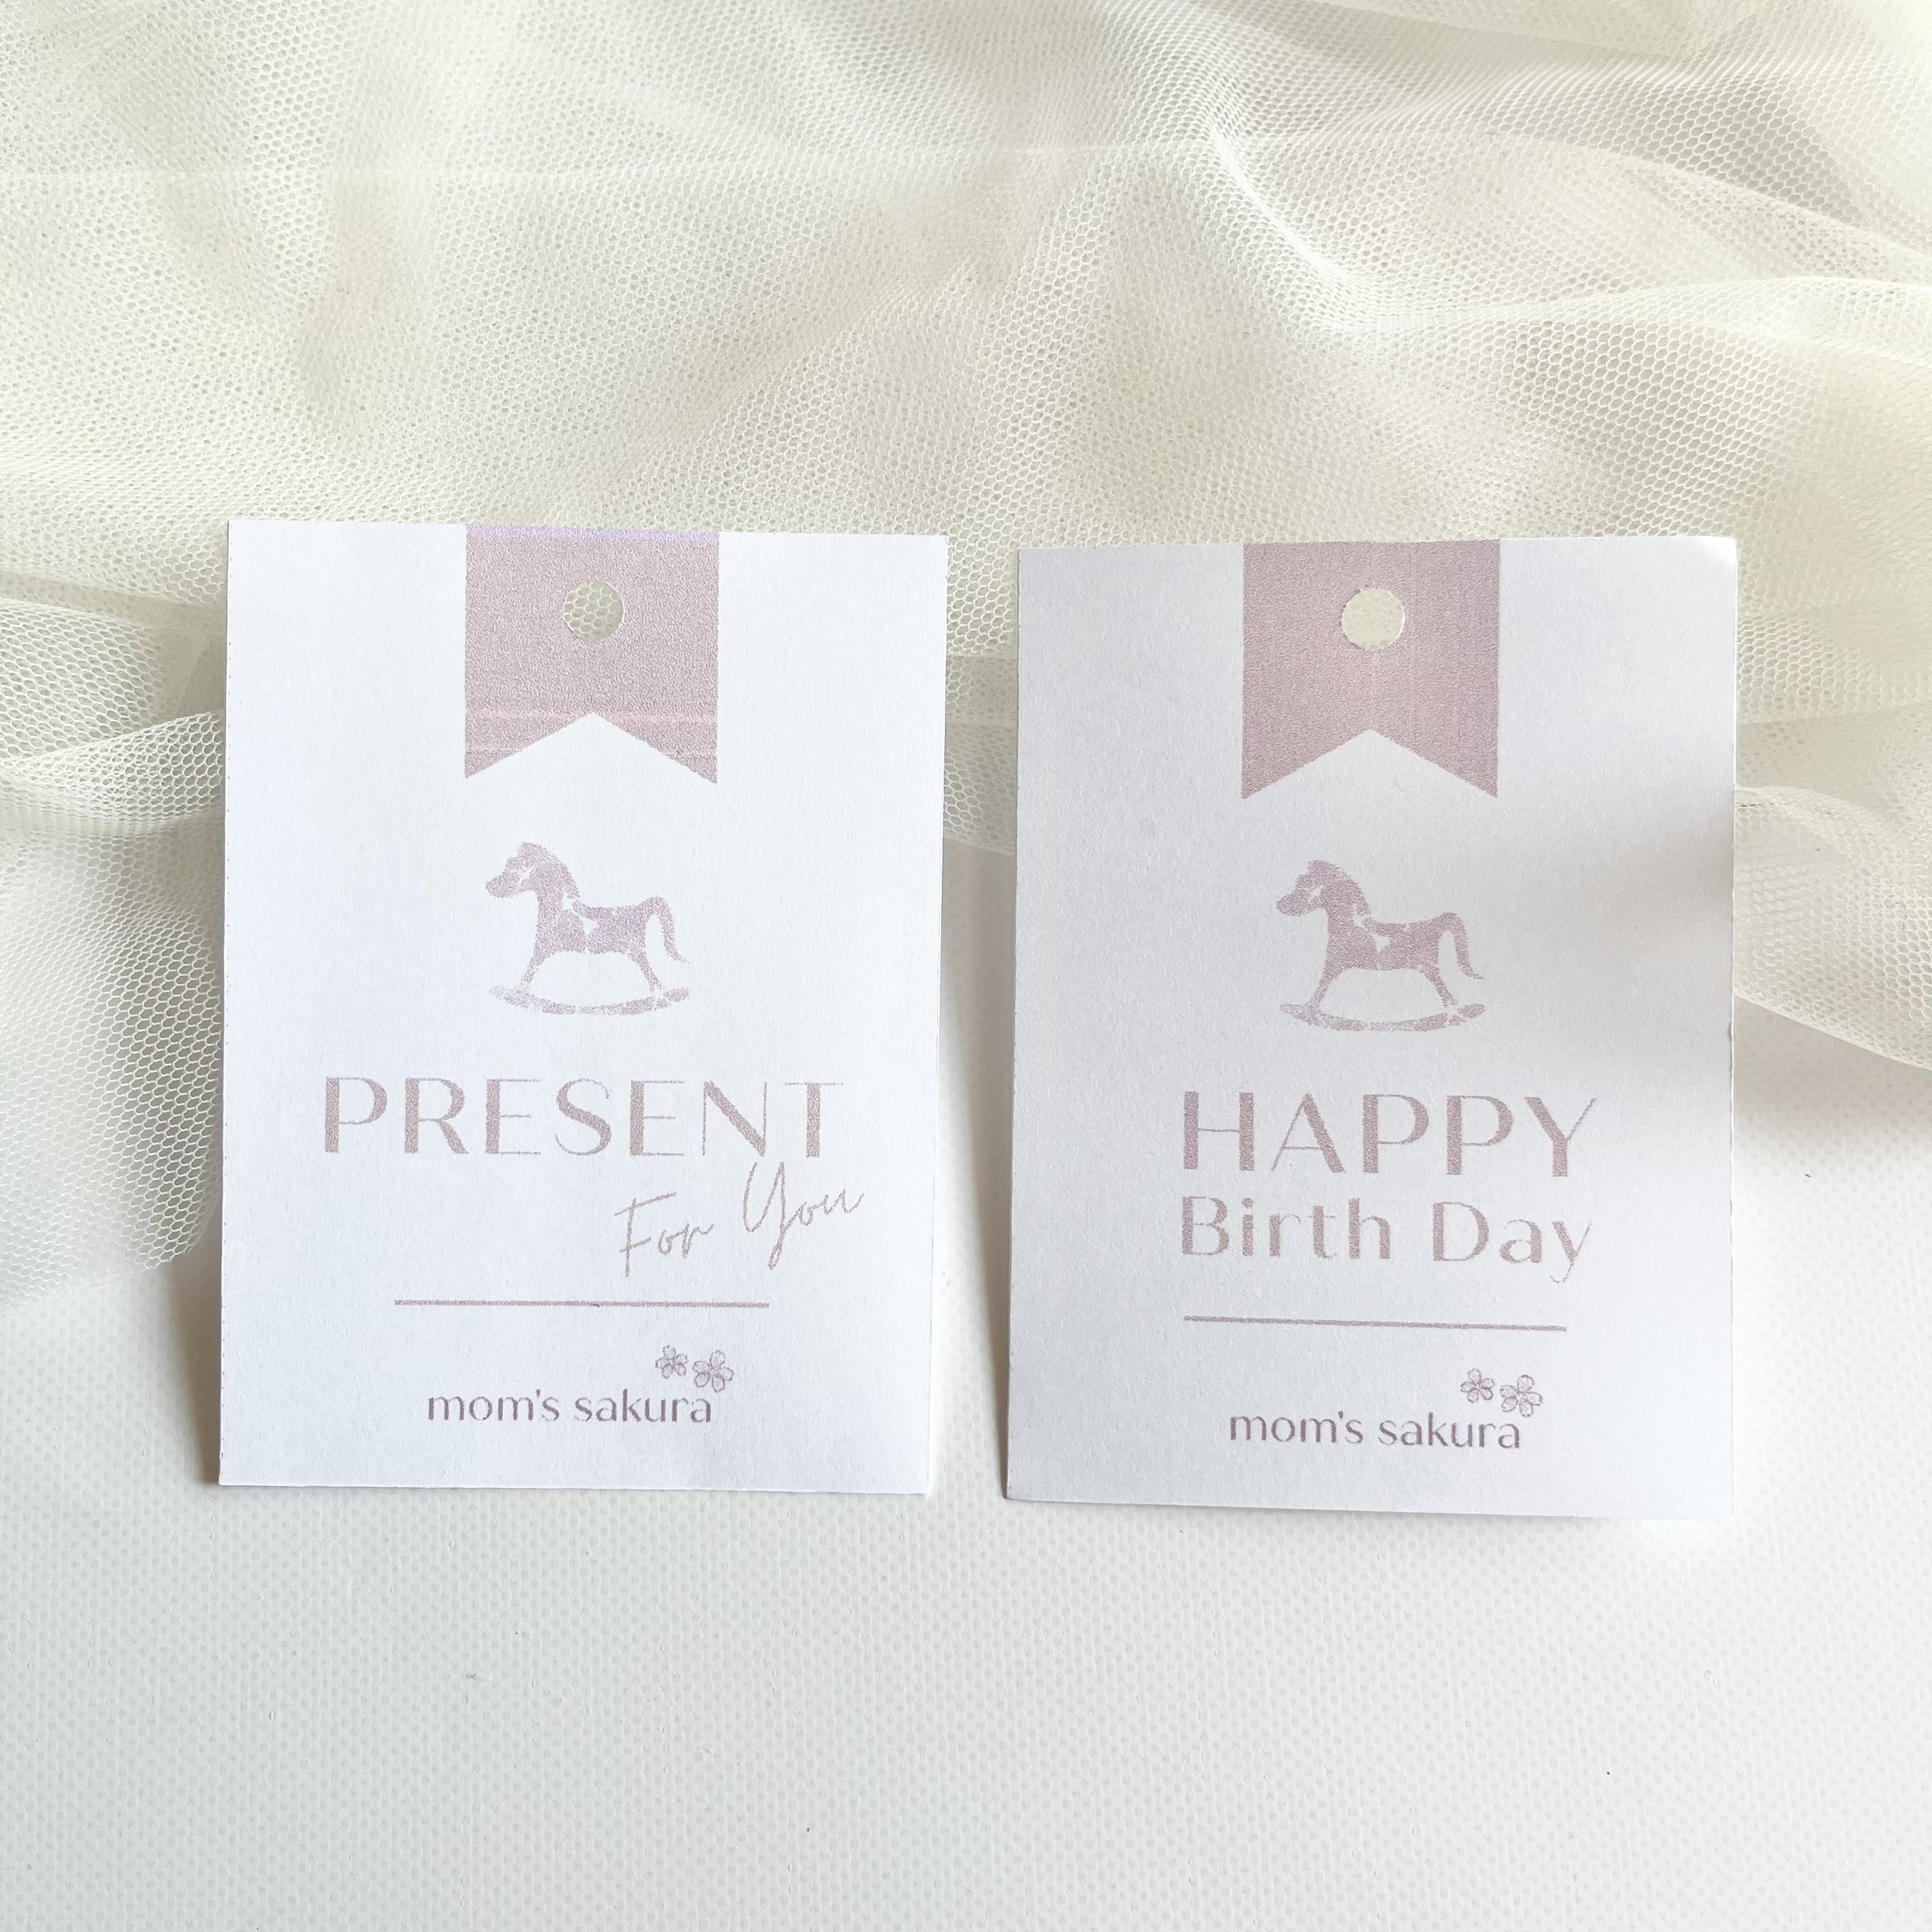 PRESENT
For You
mom's sakura
HAPPY
Birth Day
mom's sakura